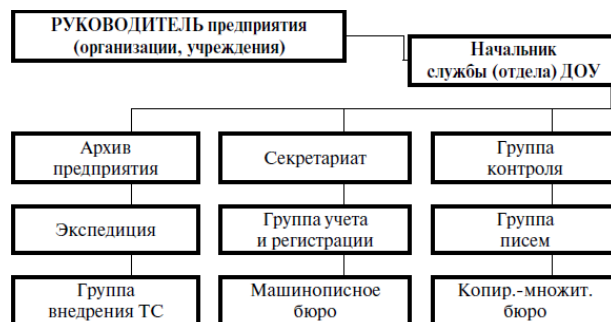 РУКОВОДИТЕЛЬ предприятия
(организации, учреждения)
Начальник
службы (отдела) ДОУ
Архив
предприятия
Секретариат
Группа
контроля
Экспедиция
Группа учета
и регистрации
Группа
писем
Группа
внедрения ТС
Машинописное
бюро
Копир.-множит.
бюро